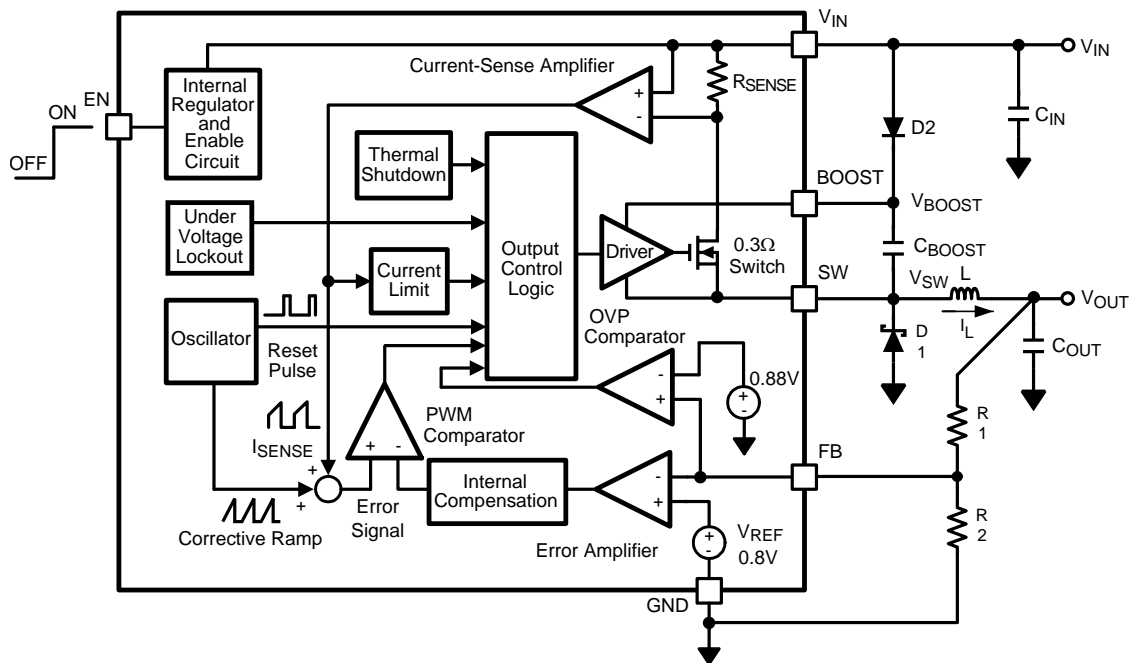 VIN
VIN
Current-Sense Amplifier
+
-
RSENSE
EN
ON
OFF
Internal
Regulator
and
Enable
Circuit
D2
CIN
Thermal
Shutdown
BOOST
VBOOST
Under
Voltage
Lockout
Output
Control
Logic
Driver
0.3Ω
Switch
CBOOST
Current
Limit
SW
VSW
L
VOUT
IL
OVP
Comparator
D
1
COUT
Oscillator
Reset
Pulse
-
+
0.88V
+
-
PWM
Comparator
+
-
ISENSE
R
1
FB
+
+
Internal
Compensation
-
+
Error
Signal
Corrective Ramp
Error Amplifier
VREF
0.8V
+
-
R
2
GND